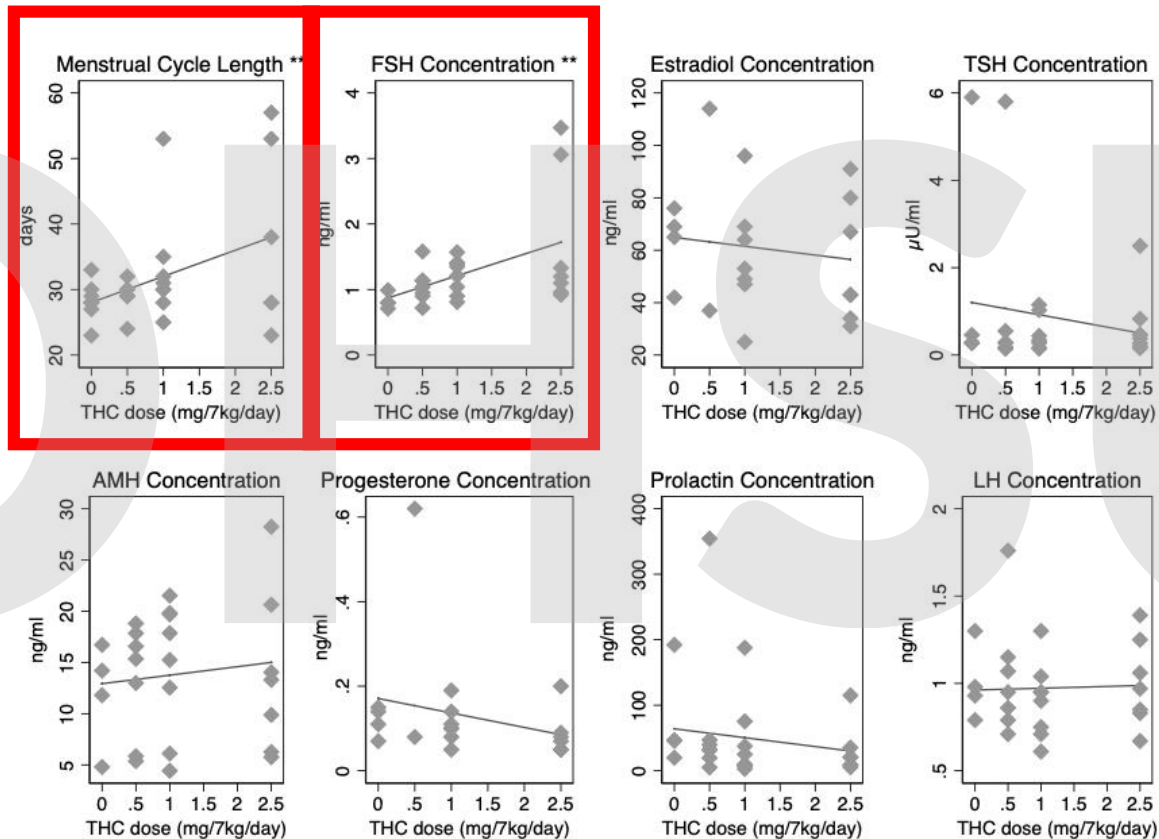 Menstrual Cycle Length **
60
50
40
30
20
days
0 .5 1 1.5 2 2.5
THC dose (mg/7kg/day)
FSH Concentration **
4
3
2
1
0
ng/ml
0 .5 1 1.5 2 2.5
THC dose (mg/7kg/day)
Estradiol Concentration
120
100
80
60
40
20
ng/ml
0 .5 1 1.5 2 2.5
THC dose (mg/7kg/day)
TSH Concentration
6
4
2
0
µU/ml
0 .5 1 1.5 2 2.5
THC dose (mg/7kg/day)
AMH Concentration
30
25
20
15
10
5
ng/ml
0 .5 1 1.5 2 2.5
THC dose (mg/7kg/day)
Progesterone Concentration
.6
.4
.2
0
ng/ml
0 .5 1 1.5 2 2.5
THC dose (mg/7kg/day)
Prolactin Concentration
400
300
200
100
50
0
ng/ml
0 .5 1 1.5 2 2.5
THC dose (mg/7kg/day)
LH Concentration
2
1.5
1
.5
ng/ml
0 .5 1 1.5 2 2.5
THC dose (mg/7kg/day)